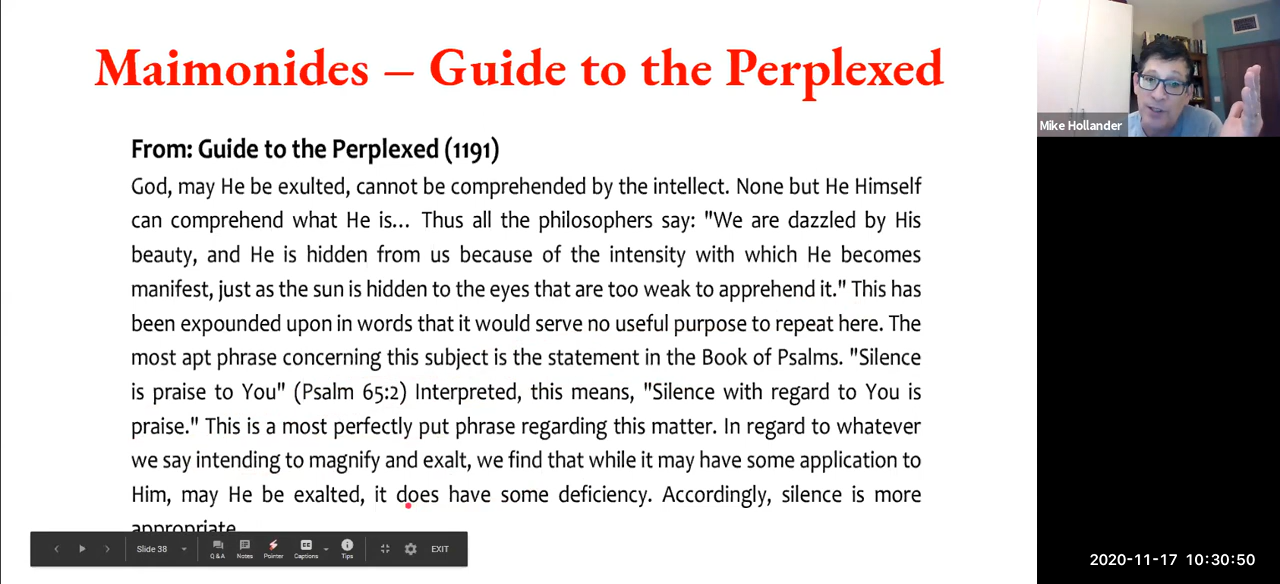 Maimonides – Guide to the Perplexed
From: Guide to the Perplexed (1191)
God, may He be exulted, cannot be comprehended by the intellect. None but He Himself
can comprehend what He is... Thus all the philosophers say: "We are dazzled by His
beauty, and He is hidden from us because of the intensity with which He becomes
manifest, just as the sun is hidden to the eyes that are too weak to apprehend it." This has
been expounded upon in words that it would serve no useful purpose to repeat here. The
most apt phrase concerning this subject is the statement in the Book of Psalms. "Silence
is praise to You" (Psalm 65:2) Interpreted, this means, "Silence with regard to You is
praise." This is a most perfectly put phrase regarding this matter. In regard to whatever
we say intending to magnify and exalt, we find that while it may have some application to
Him, may He be exalted, it does have some deficiency. Accordingly, silence is more
appropriate
Slide 38 Q & A Notes Pointer Captions Tips EXIT
Mike Hollander
2020-11-17 10:30:50